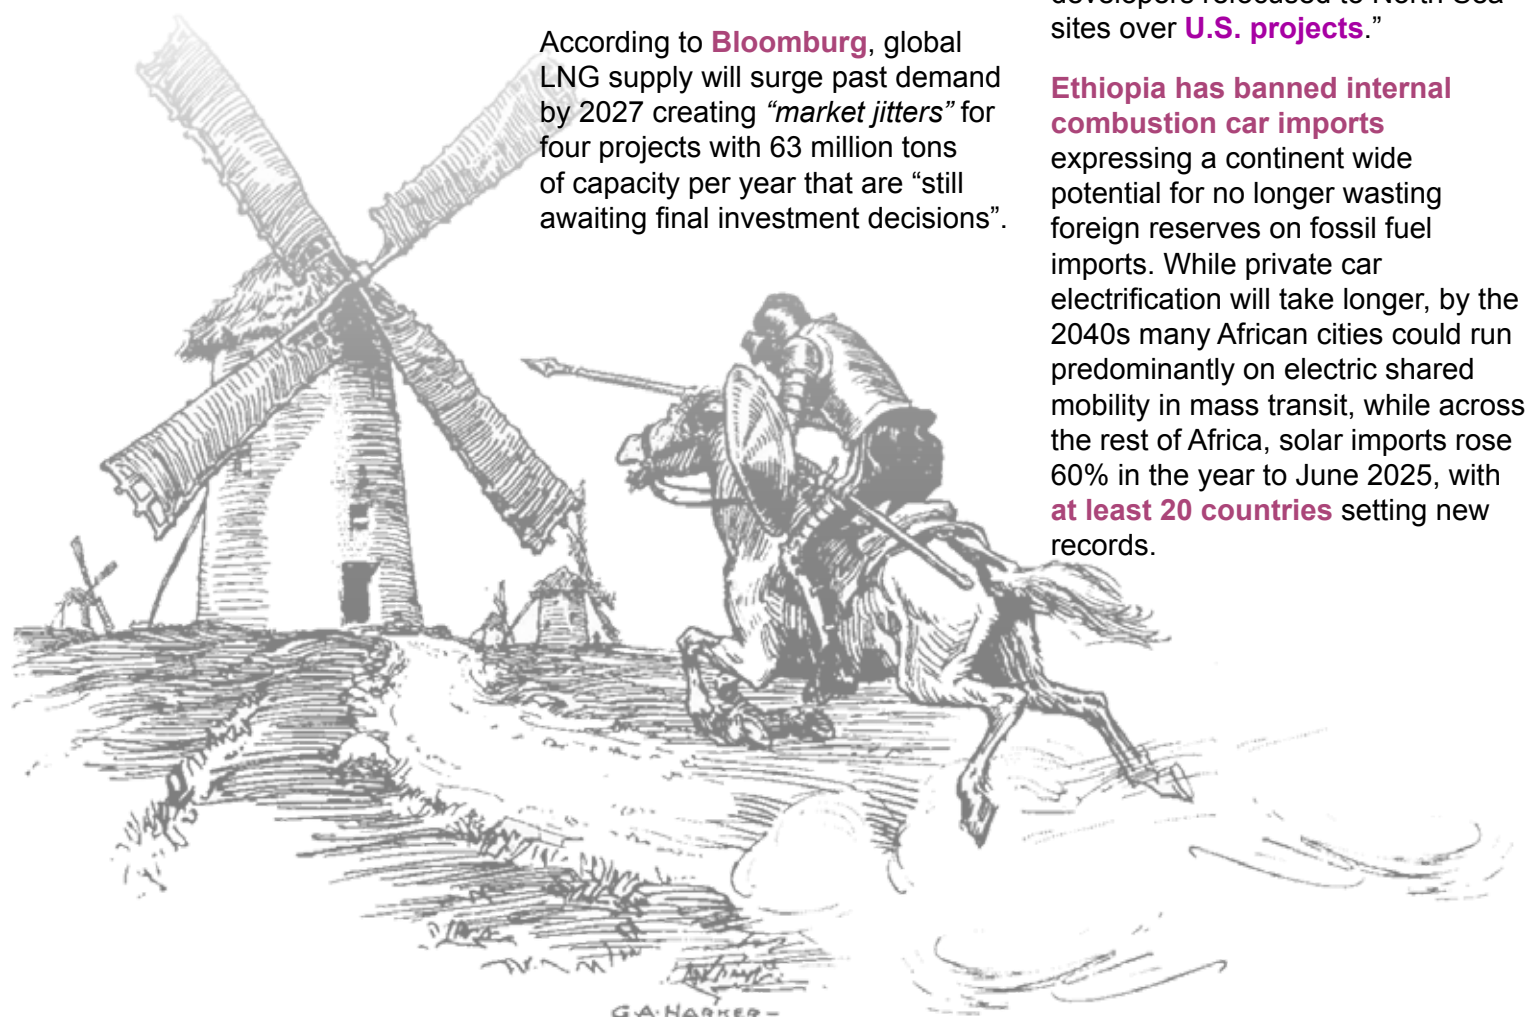 According to Bloomburg, global
LNG supply will surge past demand
by 2027 creating “market jitters” for
four projects with 63 million tons
of capacity per year that are “still
awaiting final investment decisions”.
sites over U.S. projects.”
Ethiopia has banned internal
combustion car imports
expressing a continent wide
potential for no longer wasting
foreign reserves on fossil fuel
imports. While private car
electrification will take longer, by the
2040s many African cities could run
predominantly on electric shared
mobility in mass transit, while across
the rest of Africa, solar imports rose
60% in the year to June 2025, with
at least 20 countries setting new
records.
G.A. HARKER –